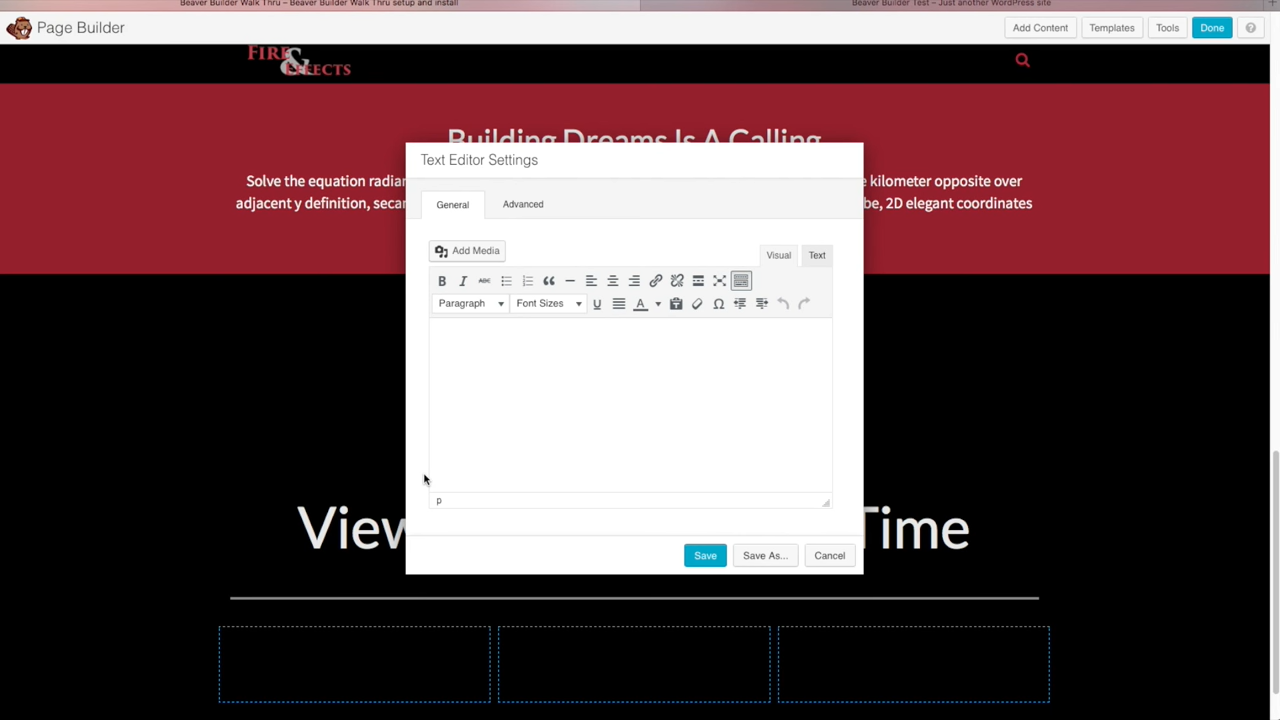 Beaver Builder Walk Thru – Beaver Builder Walk Thru setup and install
Beaver Builder Test – Just another WordPress site
Page Builder
Add Content
Templates
Tools
Done
?
FIRE
& EFFECTS
Building Dreams Is A Calling
Solve the equation radia
kilometer opposite over
adjacent y definition, seca
be, 2D elegant coordinates
Text Editor Settings
General
Advanced
Add Media
Visual
Text
B I ABC
Paragraph
Font Sizes
U
A
Ω
p
Save
Save As...
Cancel
View
Time